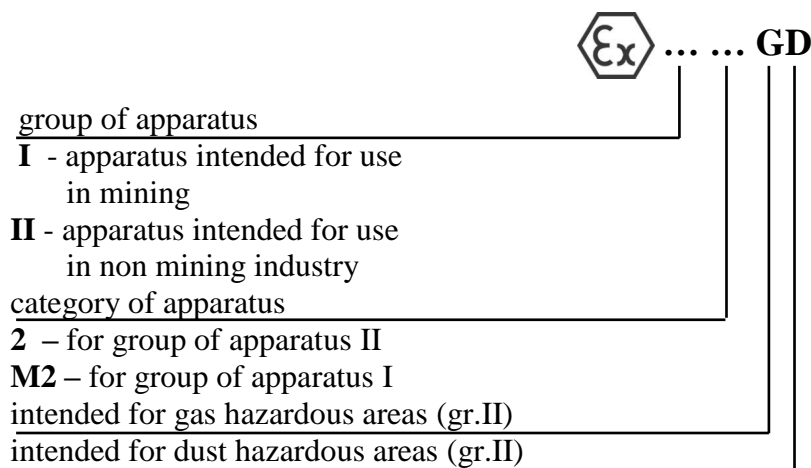 Ex ... ... GD
group of apparatus
I - apparatus intended for use
in mining
II - apparatus intended for use
in non mining industry
category of apparatus
2 – for group of apparatus II
M2 – for group of apparatus I
intended for gas hazardous areas (gr.II)
intended for dust hazardous areas (gr.II)